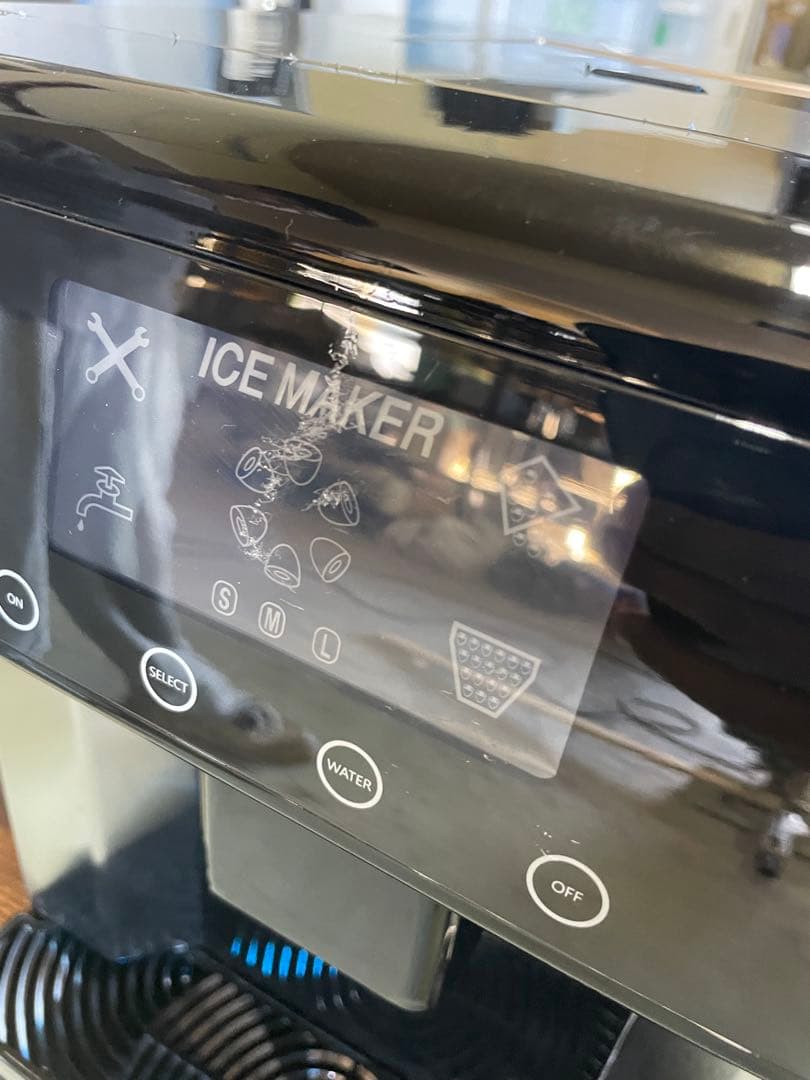 ICE MAKER
S M L
ON
SELECT
WATER
OFF